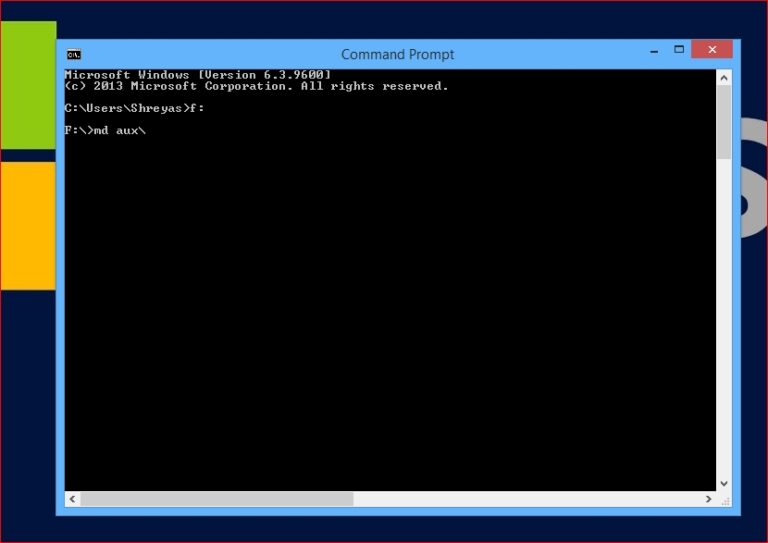 Command Prompt
Microsoft Windows [Version 6.3.9600]
(c) 2013 Microsoft Corporation. All rights reserved.
C:\Users\Shreyas>f:
F:\>md aux\